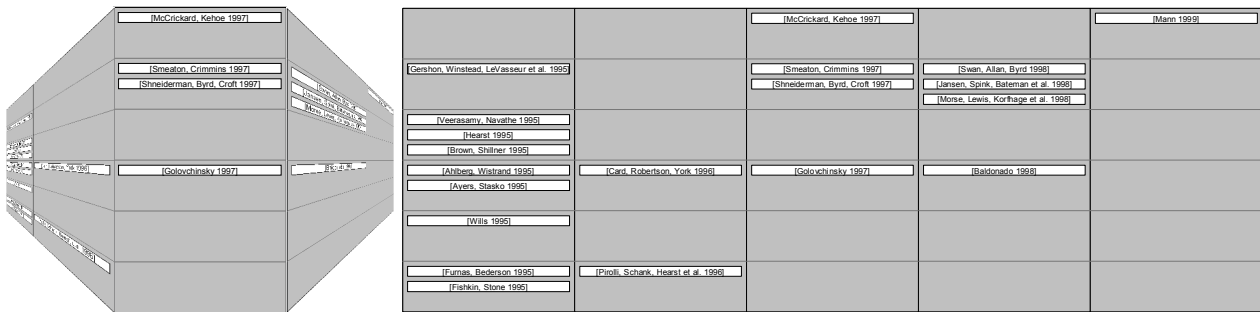 [McCrickard, Kehoe 1997]
[Smeaton, Crimmins 1997]
[Shneiderman, Byrd, Croft 1997]
[Golovchinsky 1997]
[McCrickard, Kehoe 1997]
[Mann 1999]
[Gershon, Winstead, LeVasseur et al. 1995]
[Smeaton, Crimmins 1997]
[Swan, Allan, Byrd 1998]
[Shneiderman, Byrd, Croft 1997]
[Jansen, Spink, Bateman et al. 1998]
[Morse, Lewis, Korfhage et al. 1998]
[Veerasamy, Navathe 1995]
[Hearst 1995]
[Brown, Shillner 1995]
[Ahlberg, Wistrand 1995]
[Card, Robertson, York 1996]
[Golovchinsky 1997]
[Baldonado 1998]
[Ayers, Stasko 1995]
[Wills 1995]
[Furnas, Bederson 1995]
[Pirolli, Schank, Hearst et al. 1996]
[Fishkin, Stone 1995]